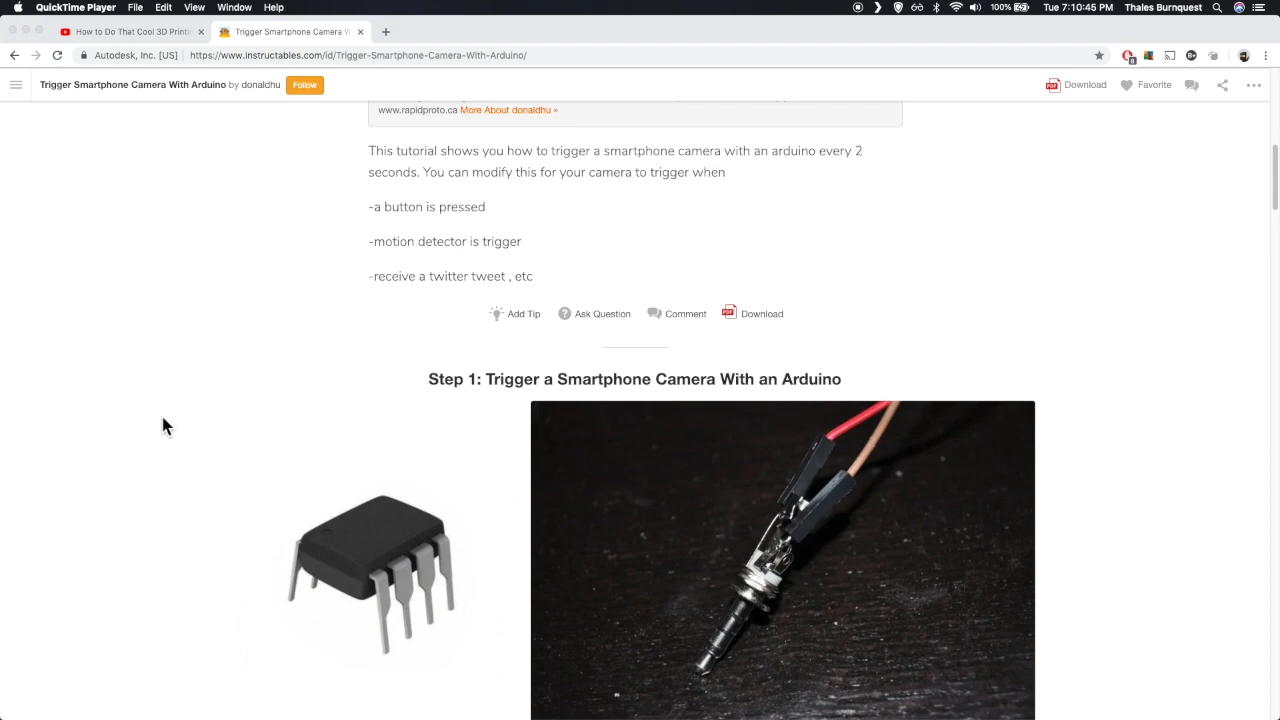 QuickTime Player File Edit View Window Help 100% Tue 7:10:45 PM Thales Burnquest
How to Do That Cool 3D Printi Trigger Smartphone Camera W
Autodesk, Inc. [US] https://www.instructables.com/id/Trigger-Smartphone-Camera-With-Arduino/
Trigger Smartphone Camera With Arduino by donaldhu Follow Download Favorite
www.rapidproto.ca More About donaldhu »
This tutorial shows you how to trigger a smartphone camera with an arduino every 2
seconds. You can modify this for your camera to trigger when
-a button is pressed
-motion detector is trigger
-receive a twitter tweet , etc
Add Tip Ask Question Comment Download
Step 1: Trigger a Smartphone Camera With an Arduino